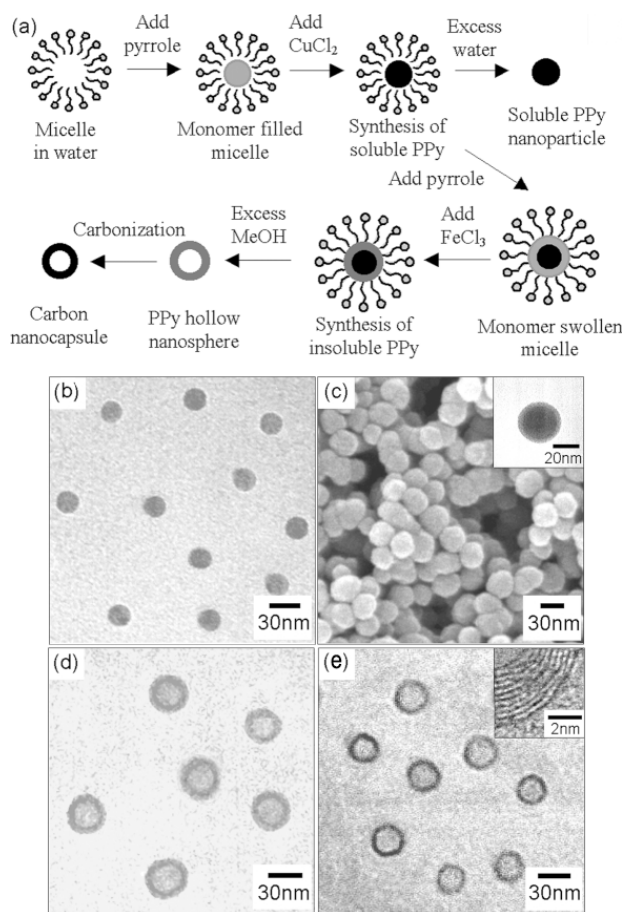 (a)
Add
pyrrole
Add
CuCl₂
Excess
water
Micelle
in water
Monomer filled
micelle
Synthesis of
soluble PPy
Soluble PPy
nanoparticle
Add pyrrole
Carbonization
Excess
MeOH
Add
FeCl₃
Carbon
nanocapsule
PPy hollow
nanosphere
Synthesis of
insoluble PPy
Monomer swollen
micelle
(b)
30nm
(c)
20nm
30nm
(d)
30nm
(e)
2nm
30nm